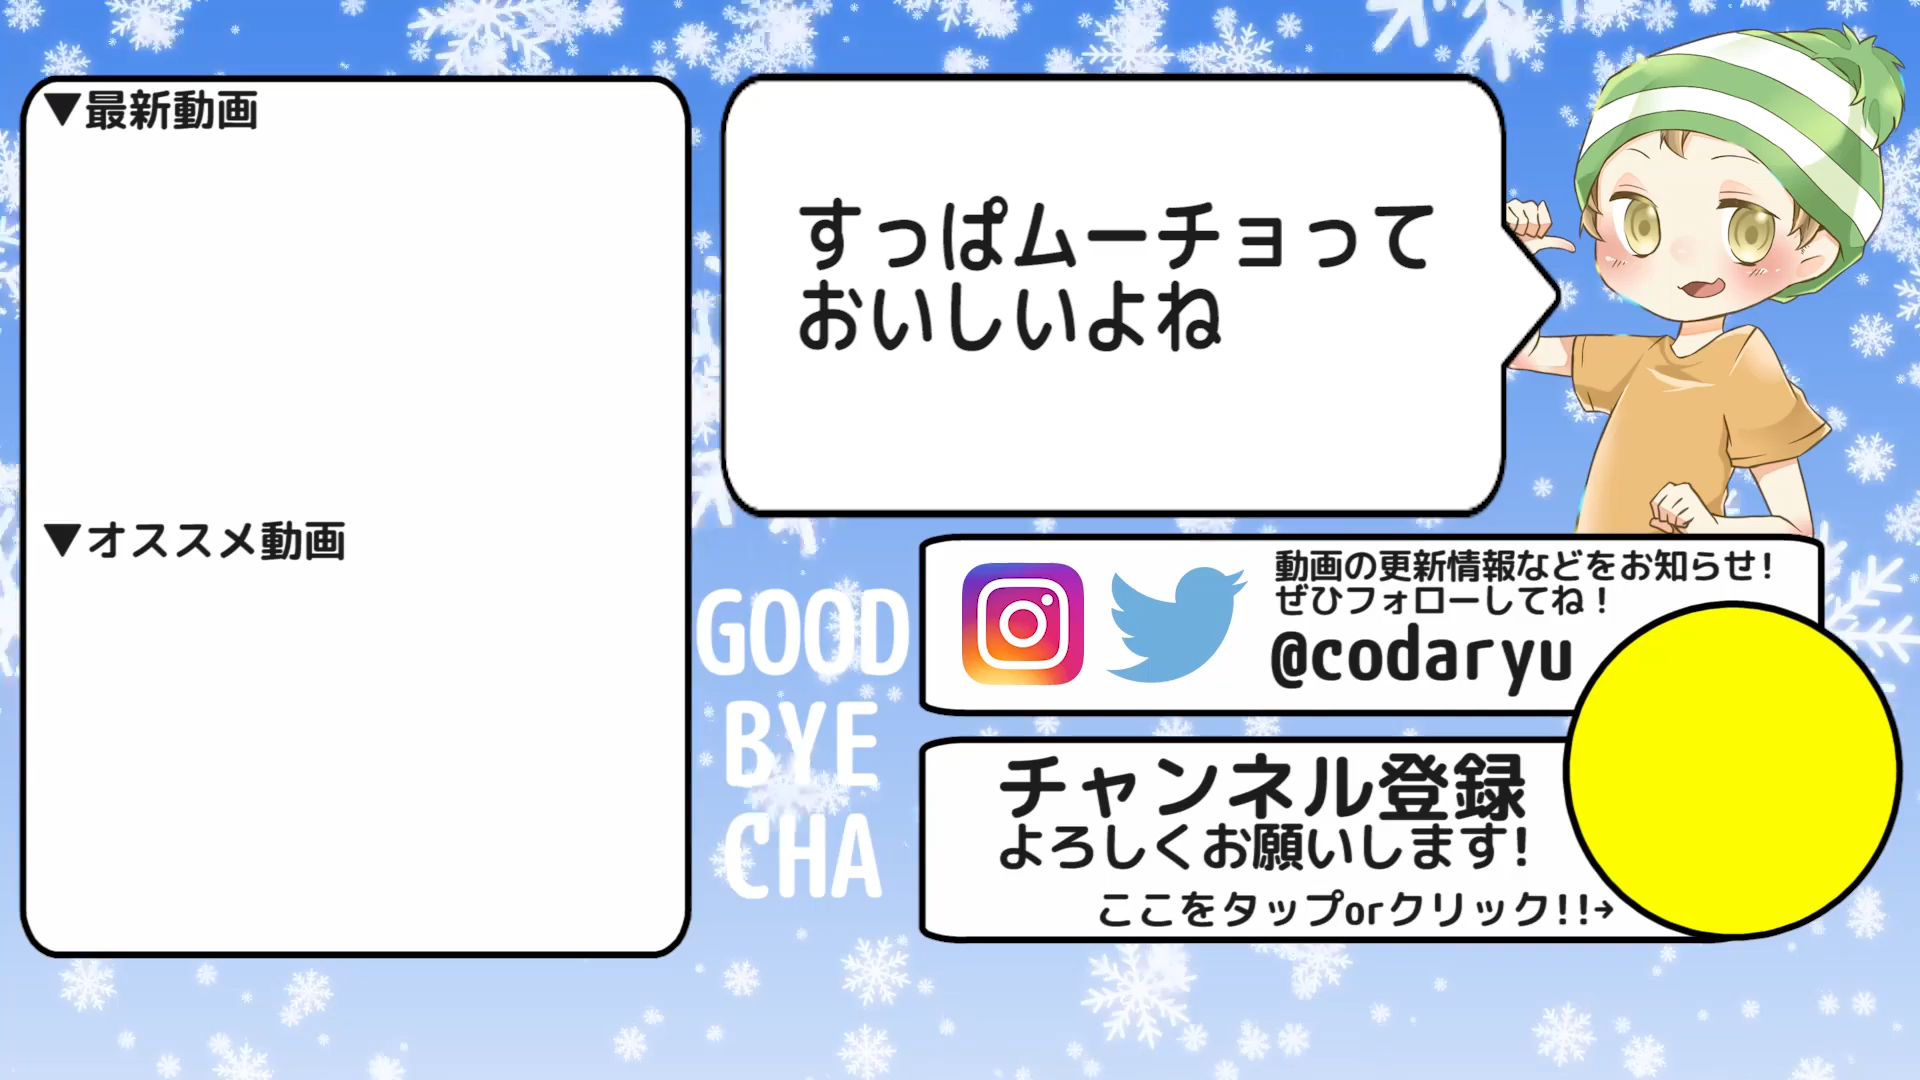 ▼最新動画
▼オススメ動画
すっぱムーチョって
おいしいよね
GOOD
BYE
CHA
動画の更新情報などをお知らせ!
ぜひフォローしてね！
@codaryu
チャンネル登録
よろしくお願いします!
ここをタップorクリック!!→